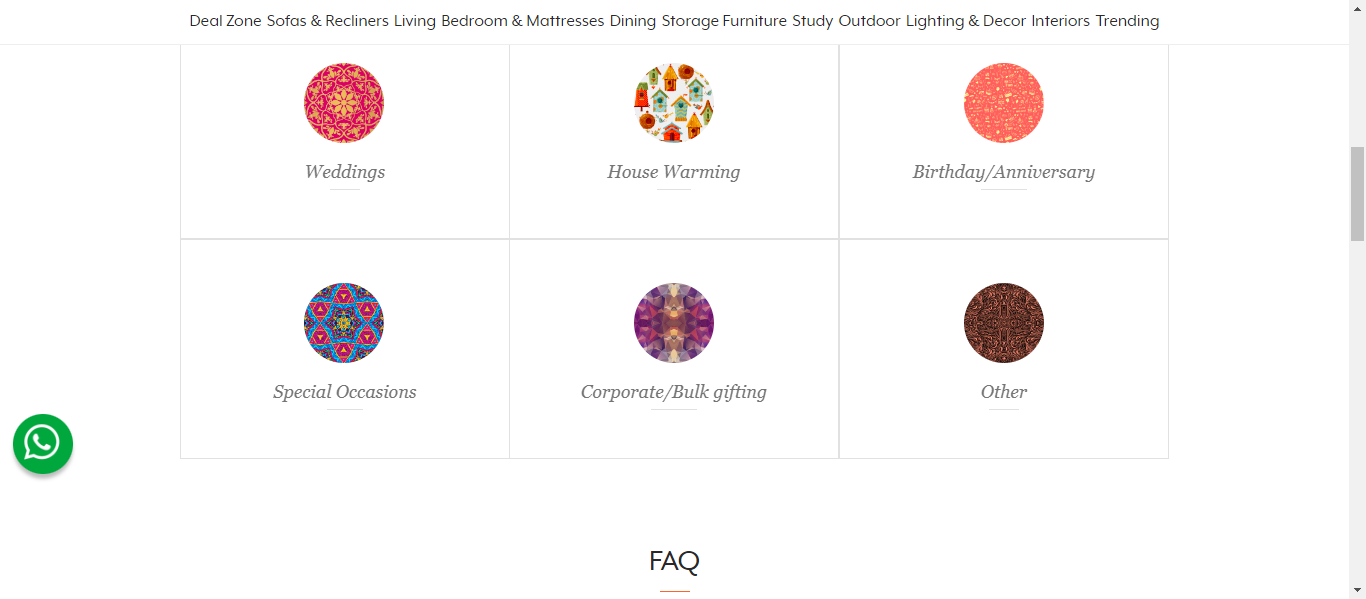 Deal Zone Sofas & Recliners Living Bedroom & Mattresses Dining Storage Furniture Study Outdoor Lighting & Decor Interiors Trending
Weddings
House Warming
Birthday/Anniversary
Special Occasions
Corporate/Bulk gifting
Other
FAQ